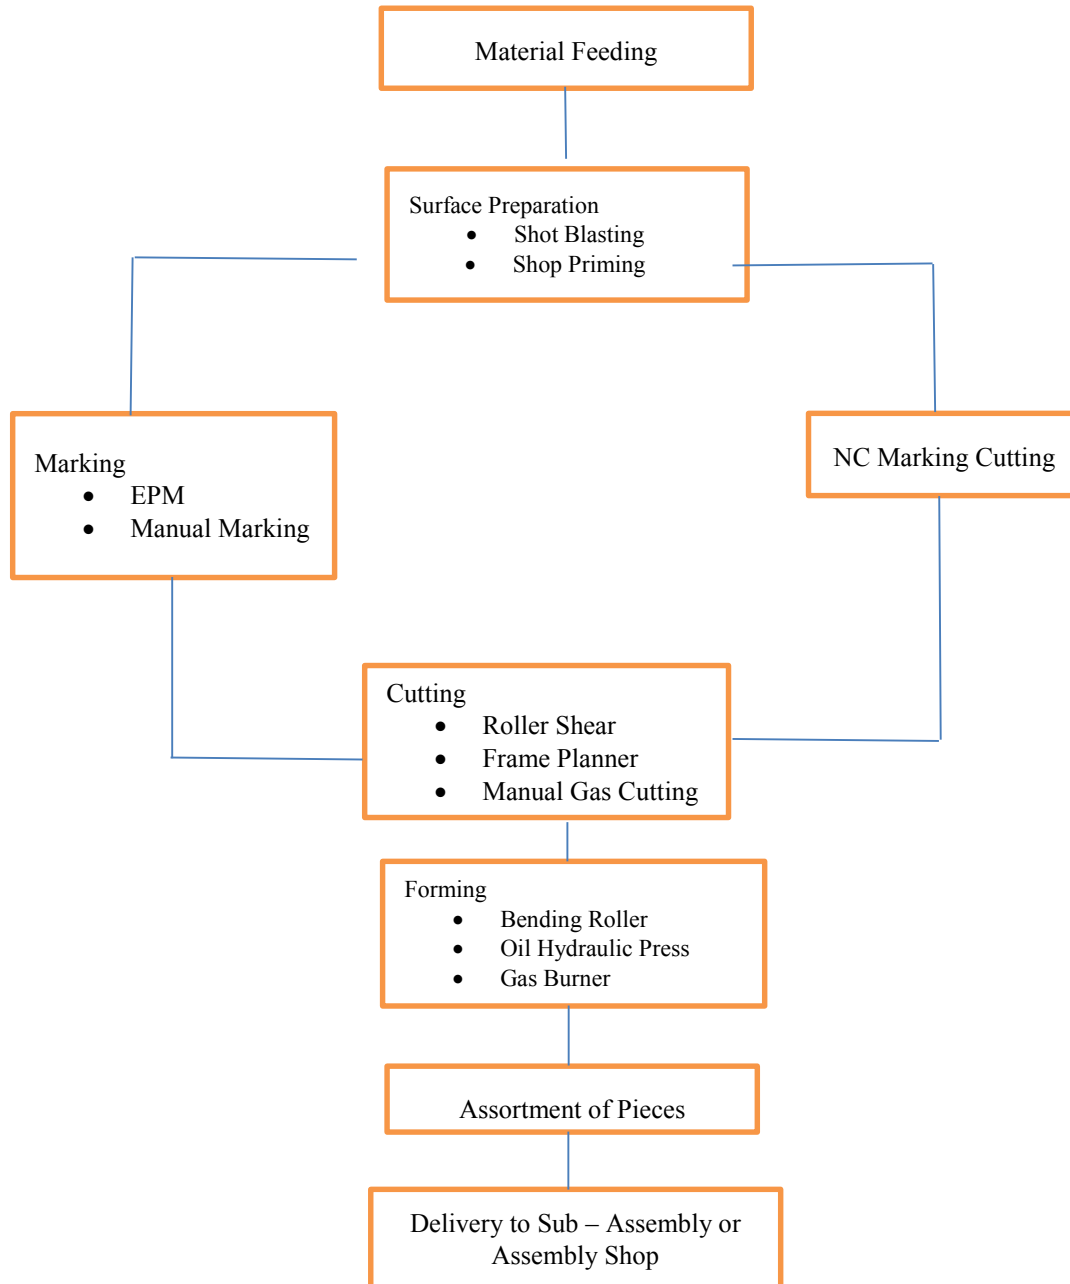 Material Feeding
Surface Preparation
• Shot Blasting
• Shop Priming
Marking
• EPM
• Manual Marking
NC Marking Cutting
Cutting
• Roller Shear
• Frame Planner
• Manual Gas Cutting
Forming
• Bending Roller
• Oil Hydraulic Press
• Gas Burner
Assortment of Pieces
Delivery to Sub – Assembly or
Assembly Shop